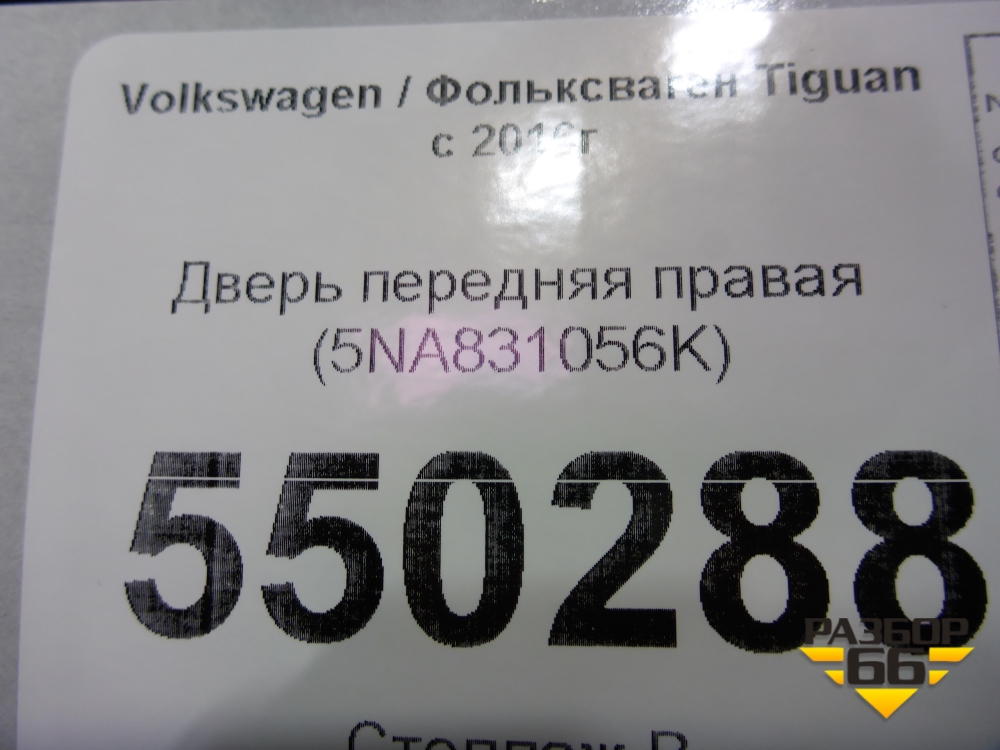 Volkswagen / Фольксваген Tiguan
Дверь передняя правая
(5NA831056K)
550288
РАЗБОР
66